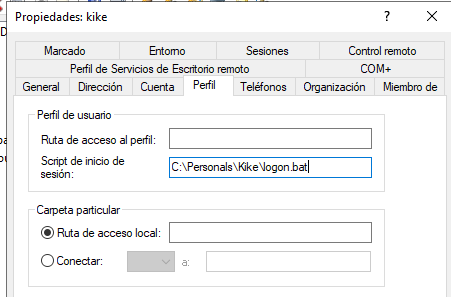 Propiedades: kike
Marcado Entorno Sesiones Control remoto
Perfil de Servicios de Escritorio remoto COM+
General Dirección Cuenta Perfil Teléfonos Organización Miembro de
Perfil de usuario
Ruta de acceso al perfil:
Script de inicio de
sesión:
C:\Personals\Kike\logon.bat
Carpeta particular
Ruta de acceso local:
Conectar: a: